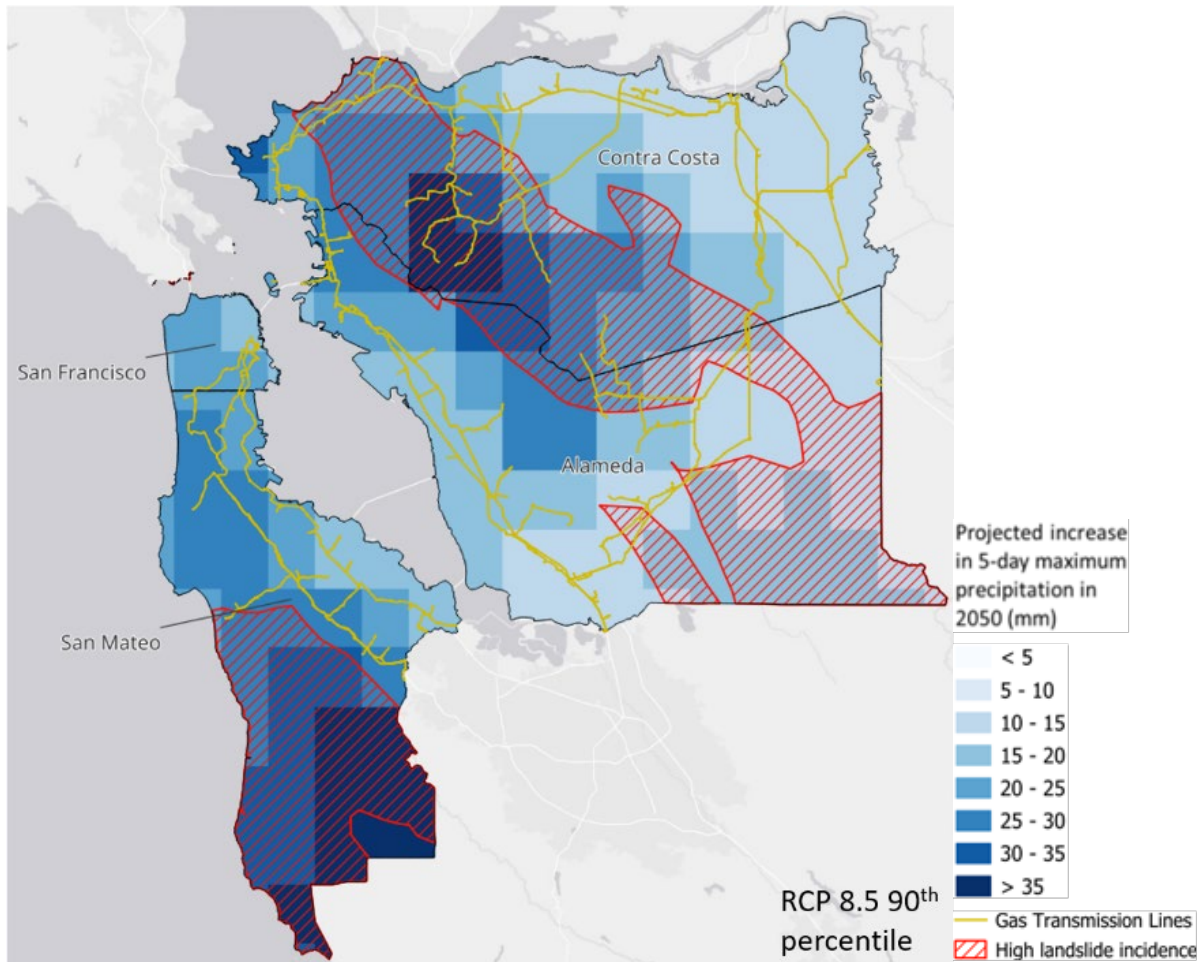 Contra Costa
San Francisco
Alameda
San Mateo
Projected increase
in 5-day maximum
precipitation in
2050 (mm)
< 5
5 - 10
10 - 15
15 - 20
20 - 25
25 - 30
30 - 35
> 35
Gas Transmission Lines
High landslide incidence
RCP 8.5 90th
percentile